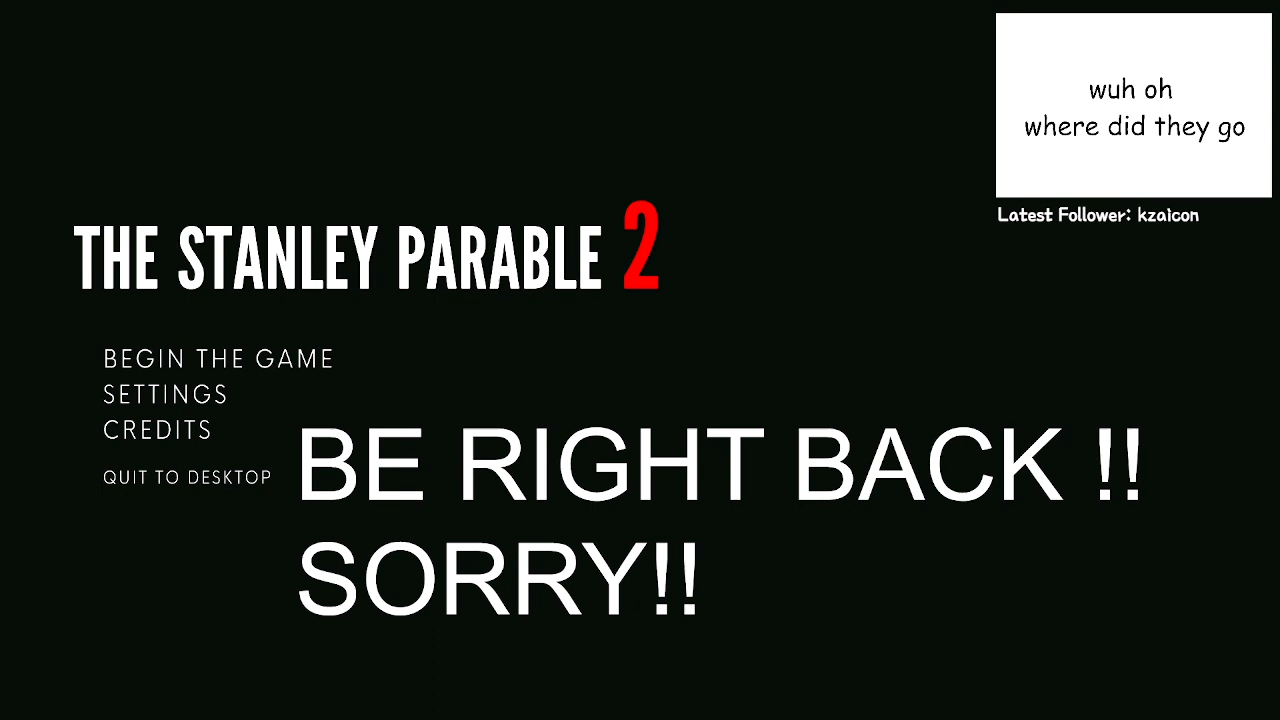 wuh oh
where did they go
Latest Follower: kzaicon
THE STANLEY PARABLE 2
BEGIN THE GAME
SETTINGS
CREDITS
QUIT TO DESKTOP
BE RIGHT BACK !!
SORRY!!